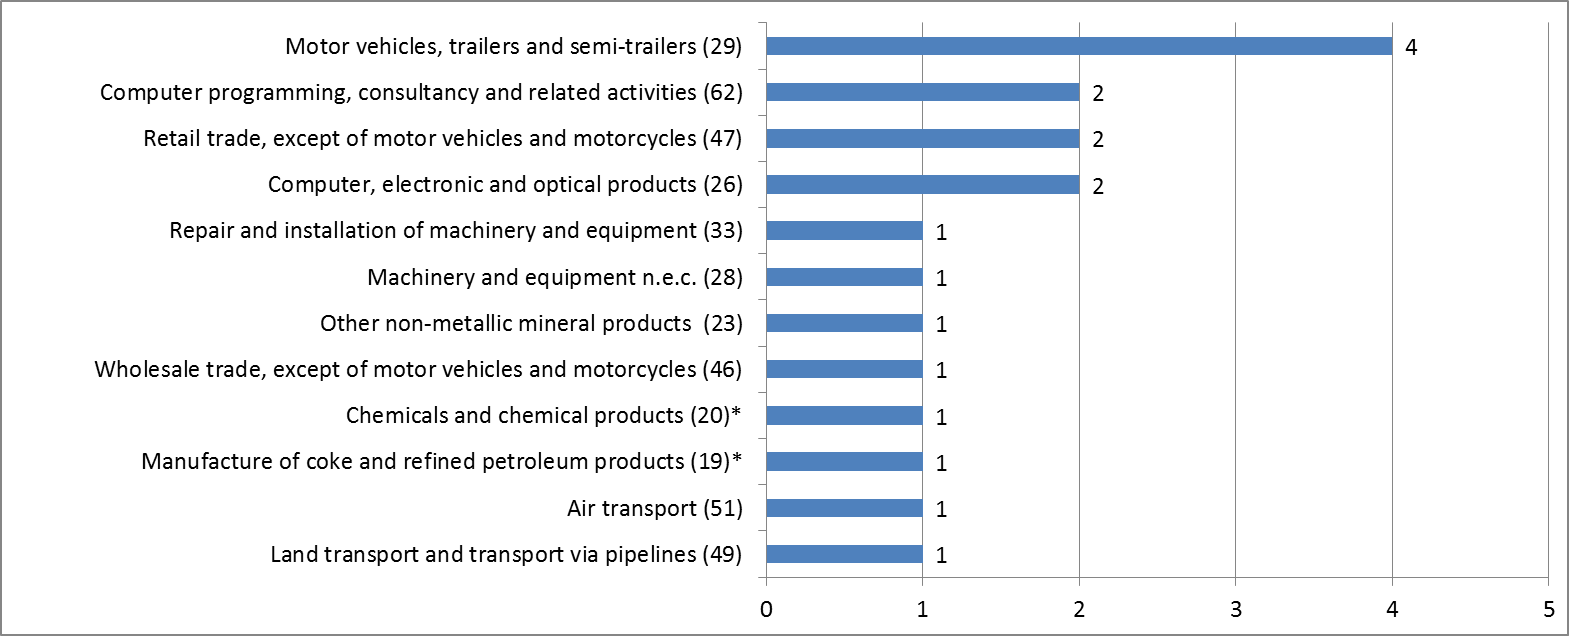 Motor vehicles, trailers and semi-trailers (29) 4
Computer programming, consultancy and related activities (62) 2
Retail trade, except of motor vehicles and motorcycles (47) 2
Computer, electronic and optical products (26) 2
Repair and installation of machinery and equipment (33) 1
Machinery and equipment n.e.c. (28) 1
Other non-metallic mineral products  (23) 1
Wholesale trade, except of motor vehicles and motorcycles (46) 1
Chemicals and chemical products (20)* 1
Manufacture of coke and refined petroleum products (19)* 1
Air transport (51) 1
Land transport and transport via pipelines (49) 1
0 1 2 3 4 5